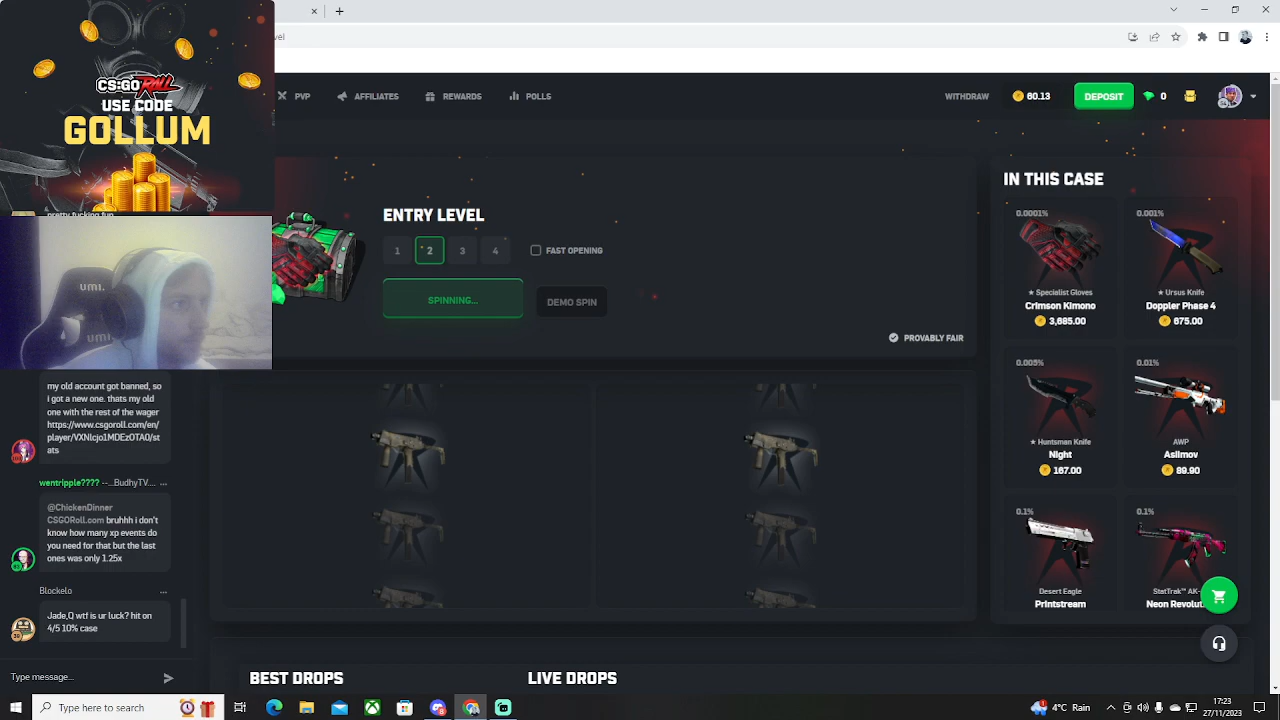 CS:GO ROLL
USE CODE
GOLLUM
PVP
AFFILIATES
REWARDS
POLLS
WITHDRAW
60.13
DEPOSIT
0
ENTRY LEVEL
1 2 3 4
FAST OPENING
SPINNING...
DEMO SPIN
PROVABLY FAIR
IN THIS CASE
0.0001%
★ Specialist Gloves
Crimson Kimono
3,685.00
0.001%
★ Ursus Knife
Doppler Phase 4
675.00
0.005%
★ Huntsman Knife
Night
167.00
0.01%
AWP
Asiimov
89.90
0.1%
Desert Eagle
Printstream
0.1%
StatTrak™ AK-
Neon Revolut
pretty fucking fun
UMI.
UMI
my old account got banned, so
i got a new one. thats my old
one with the rest of the wager
https://www.csgoroll.com/en/
player/VXNlcjo1MDEzOTA0/st
ats
wentripple???? --...BudhyTV.... ...
@ChickenDinner
CSGORoll.com bruhhh i don't
know how many xp events do
you need for that but the last
ones was only 1.25x
Blockelo ...
Jade,Q wtf is ur luck? hit on
4/5 10% case
Type message...
BEST DROPS
LIVE DROPS
Type here to search
4°C Rain
17:23
27/11/2023